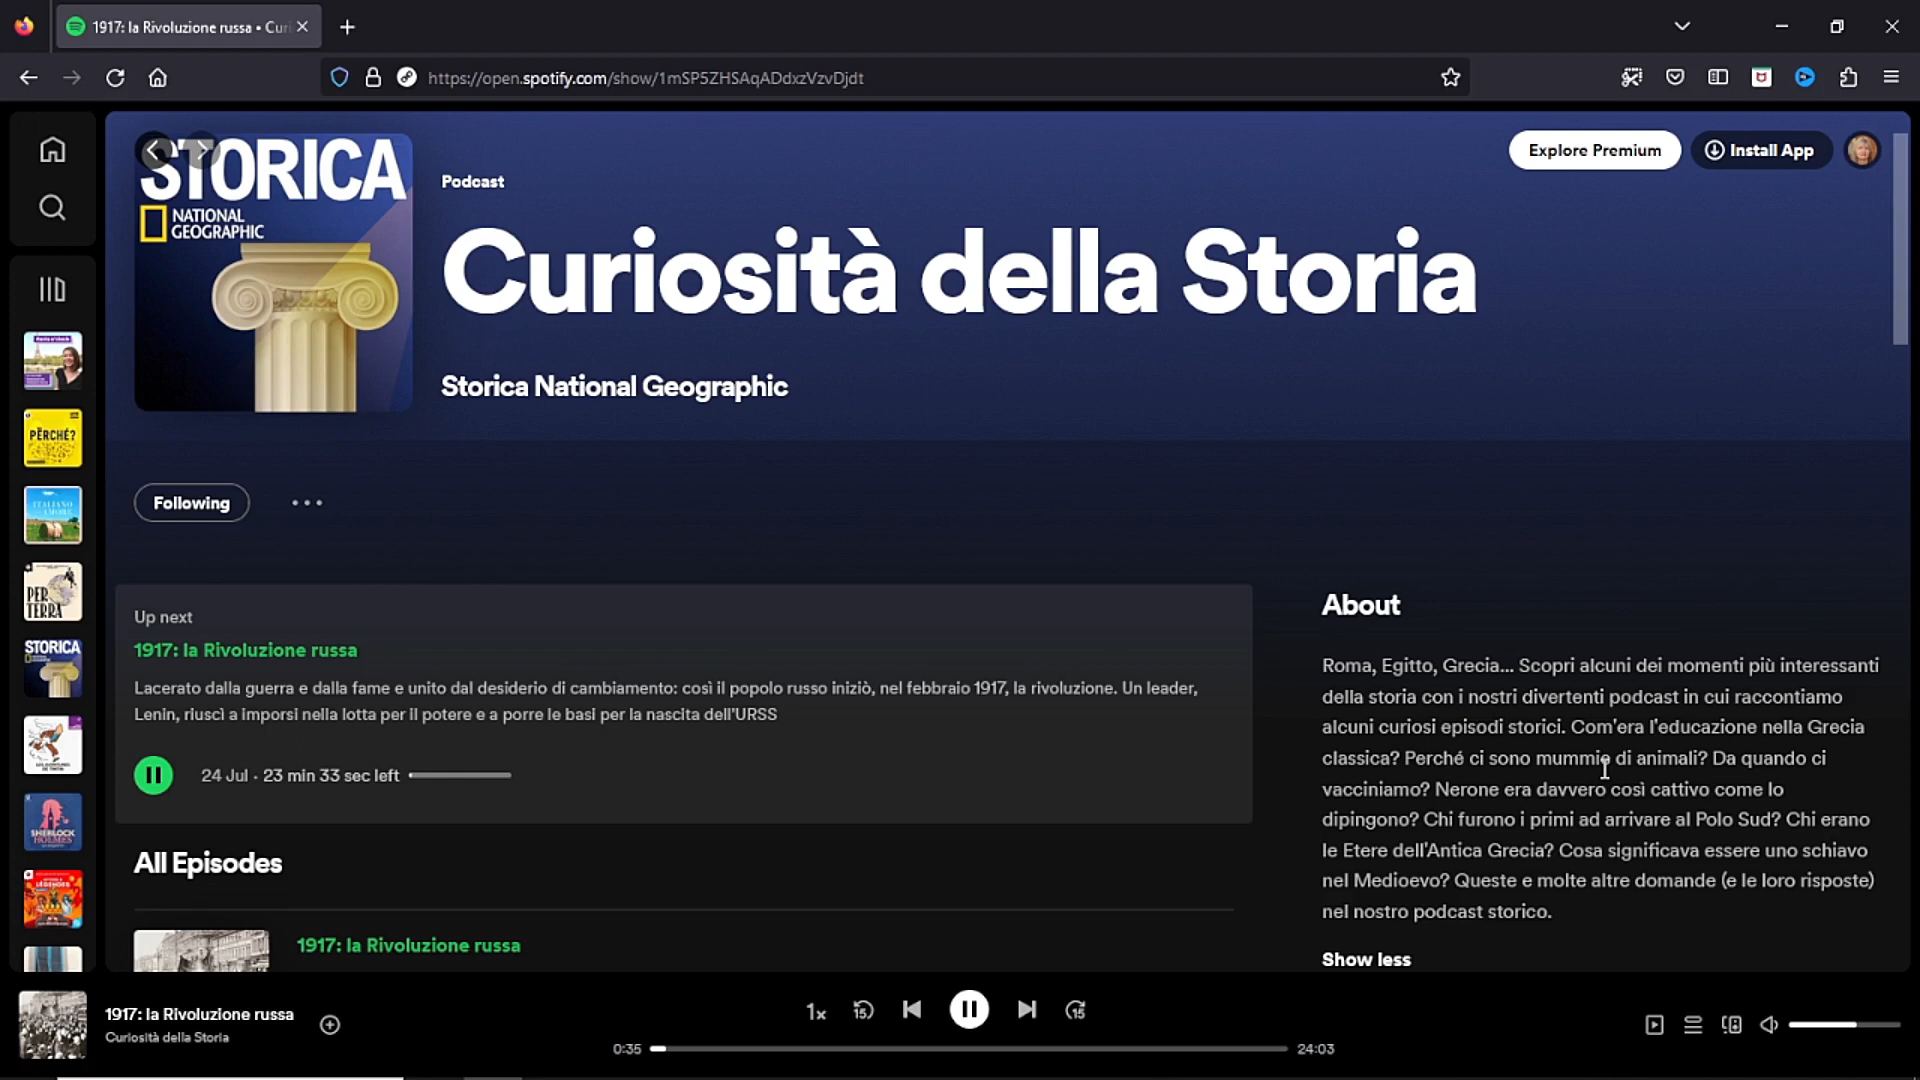 1917: la Rivoluzione russa • Curi
https://open.spotify.com/show/1mSP5ZHSAqADdxzVzvDjdt
STORICA
NATIONAL
GEOGRAPHIC
Explore Premium
Install App
Podcast
Curiosità della Storia
Storica National Geographic
PERCHÉ?
ITALIANO
PER
TERRA
STORICA
SHERLOCK
HOLMES
LÉGENDES
Following
Up next
1917: la Rivoluzione russa
Lacerato dalla guerra e dalla fame e unito dal desiderio di cambiamento: così il popolo russo iniziò, nel febbraio 1917, la rivoluzione. Un leader,
Lenin, riuscì a imporsi nella lotta per il potere e a porre le basi per la nascita dell'URSS
24 Jul · 23 min 33 sec left
All Episodes
1917: la Rivoluzione russa
About
Roma, Egitto, Grecia... Scopri alcuni dei momenti più interessanti
della storia con i nostri divertenti podcast in cui raccontiamo
alcuni curiosi episodi storici. Com'era l'educazione nella Grecia
classica? Perché ci sono mummie di animali? Da quando ci
vacciniamo? Nerone era davvero così cattivo come lo
dipingono? Chi furono i primi ad arrivare al Polo Sud? Chi erano
le Etere dell'Antica Grecia? Cosa significava essere uno schiavo
nel Medioevo? Queste e molte altre domande (e le loro risposte)
nel nostro podcast storico.
Show less
1917: la Rivoluzione russa
Curiosità della Storia
1x
15
15
0:35
24:03